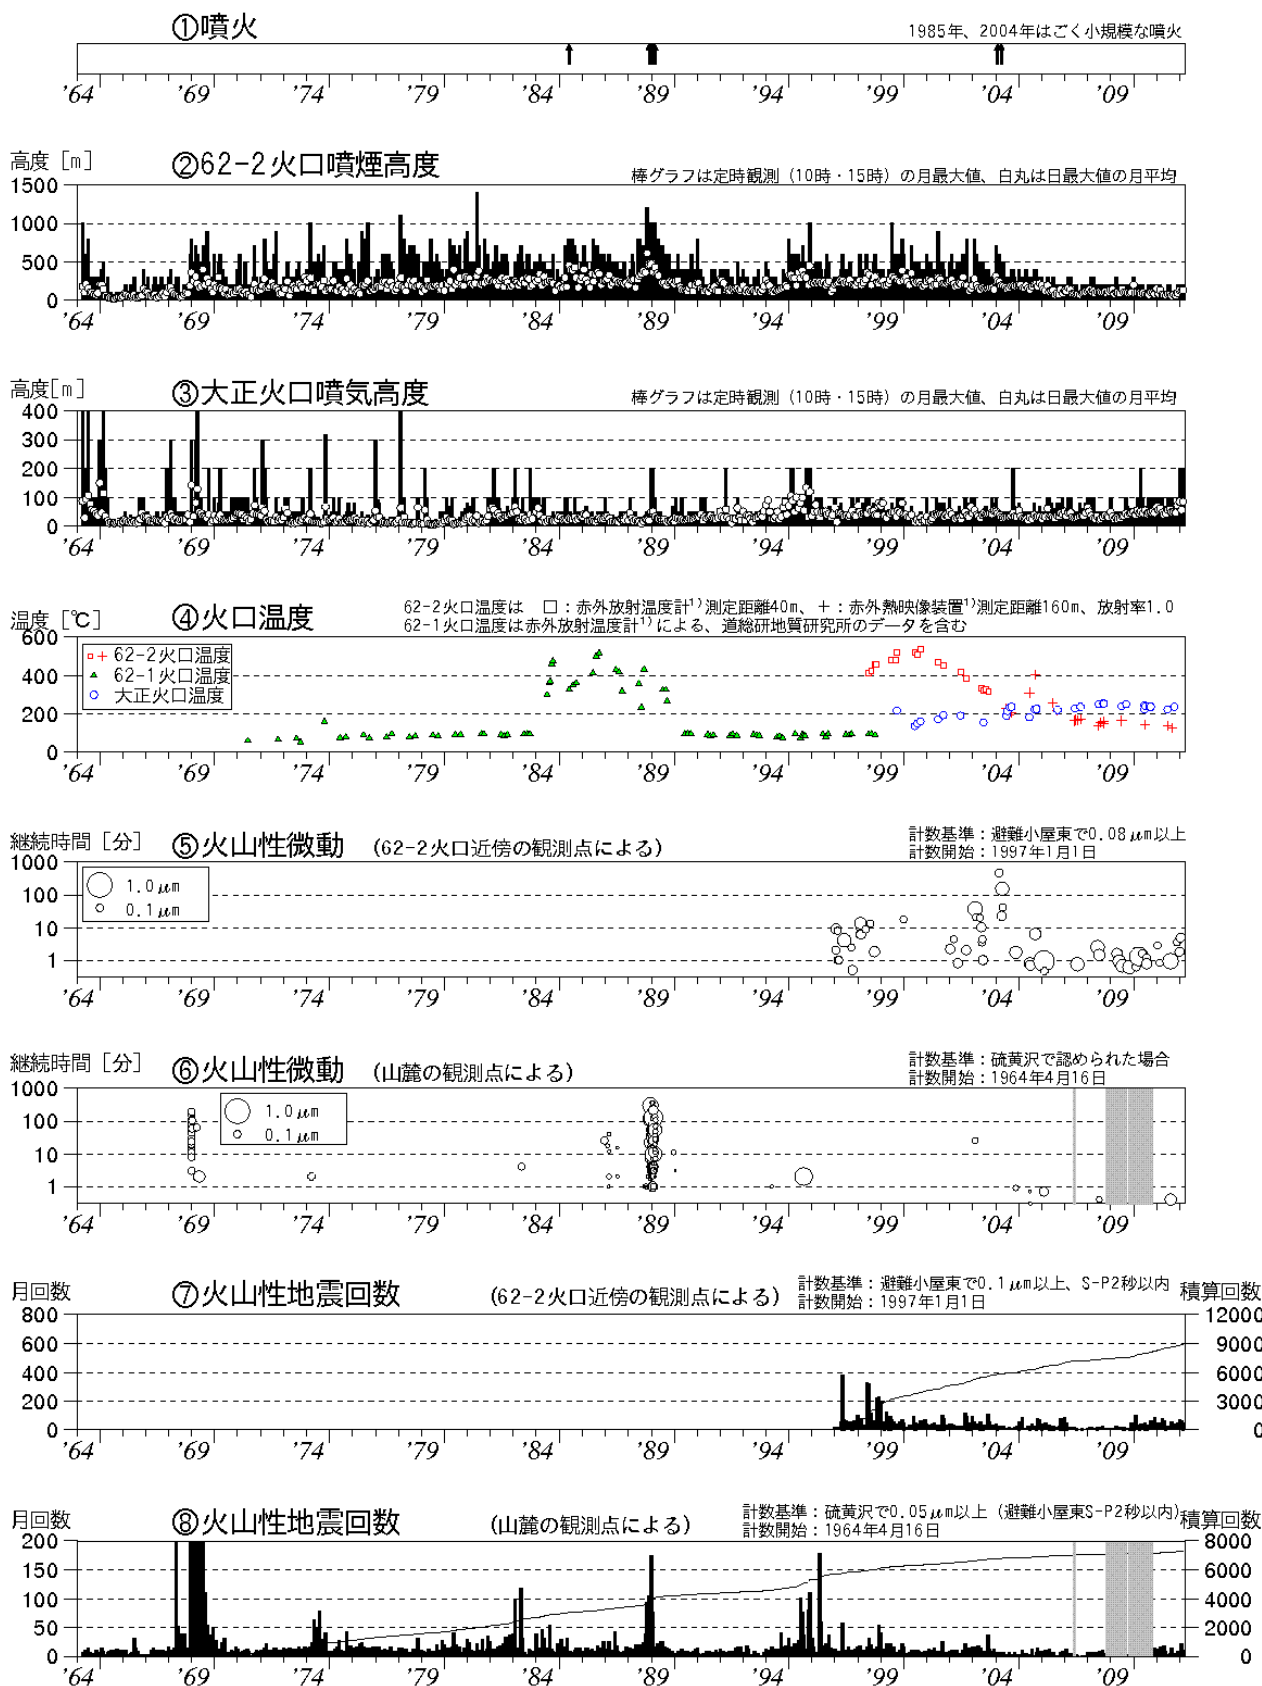 ①噴火
1985年、2004年はごく小規模な噴火
'64 '69 '74 '79 '84 '89 '94 '99 '04 '09
高度［m］
②62-2火口噴煙高度
棒グラフは定時観測（10時・15時）の月最大値、白丸は日最大値の月平均
1500
1000
500
0
'64 '69 '74 '79 '84 '89 '94 '99 '04 '09
高度［m］
③大正火口噴気高度
棒グラフは定時観測（10時・15時）の月最大値、白丸は日最大値の月平均
400
300
200
100
0
'64 '69 '74 '79 '84 '89 '94 '99 '04 '09
温度［℃］
④火口温度
62-2火口温度は　□：赤外放射温度計¹⁾測定距離40m、＋：赤外熱映像装置¹⁾測定距離160m、放射率1.0
62-1火口温度は赤外放射温度計¹⁾による、道総研地質研究所のデータを含む
600
400
200
0
62-2火口温度
62-1火口温度
大正火口温度
'64 '69 '74 '79 '84 '89 '94 '99 '04 '09
継続時間［分］
⑤火山性微動 (62-2火口近傍の観測点による)
計数基準：避難小屋東で0.08μm以上
計数開始：1997年1月1日
1000
100
10
1
1.0μm
0.1μm
'64 '69 '74 '79 '84 '89 '94 '99 '04 '09
継続時間［分］
⑥火山性微動 (山麓の観測点による)
計数基準：硫黄沢で認められた場合
計数開始：1964年4月16日
1000
100
10
1
1.0μm
0.1μm
'64 '69 '74 '79 '84 '89 '94 '99 '04 '09
月回数
⑦火山性地震回数 (62-2火口近傍の観測点による)
計数基準：避難小屋東で0.1μm以上、S-P2秒以内
計数開始：1997年1月1日
積算回数
800 12000
600 9000
400 6000
200 3000
0 0
'64 '69 '74 '79 '84 '89 '94 '99 '04 '09
月回数
⑧火山性地震回数 (山麓の観測点による)
計数基準：硫黄沢で0.05μm以上（避難小屋東S-P2秒以内）
計数開始：1964年4月16日
積算回数
200 8000
150 6000
100 4000
50 2000
0 0
'64 '69 '74 '79 '84 '89 '94 '99 '04 '09